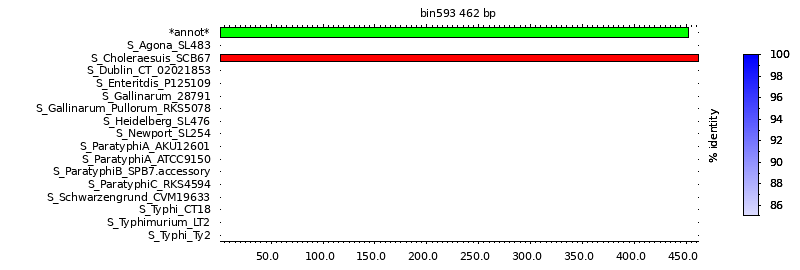 bin593 462 bp
*annot*
S_Agona_SL483
S_Choleraesuis_SCB67
S_Dublin_CT_02021853
S_Enteritdis_P125109
S_Gallinarum_28791
S_Gallinarum_Pullorum_RKS5078
S_Heidelberg_SL476
S_Newport_SL254
S_ParatyphiA_AKU12601
S_ParatyphiA_ATCC9150
S_ParatyphiB_SPB7.accessory
S_ParatyphiC_RKS4594
S_Schwarzengrund_CVM19633
S_Typhi_CT18
S_Typhimurium_LT2
S_Typhi_Ty2
50.0 100.0 150.0 200.0 250.0 300.0 350.0 400.0 450.0
% identity
100
98
96
94
92
90
88
86